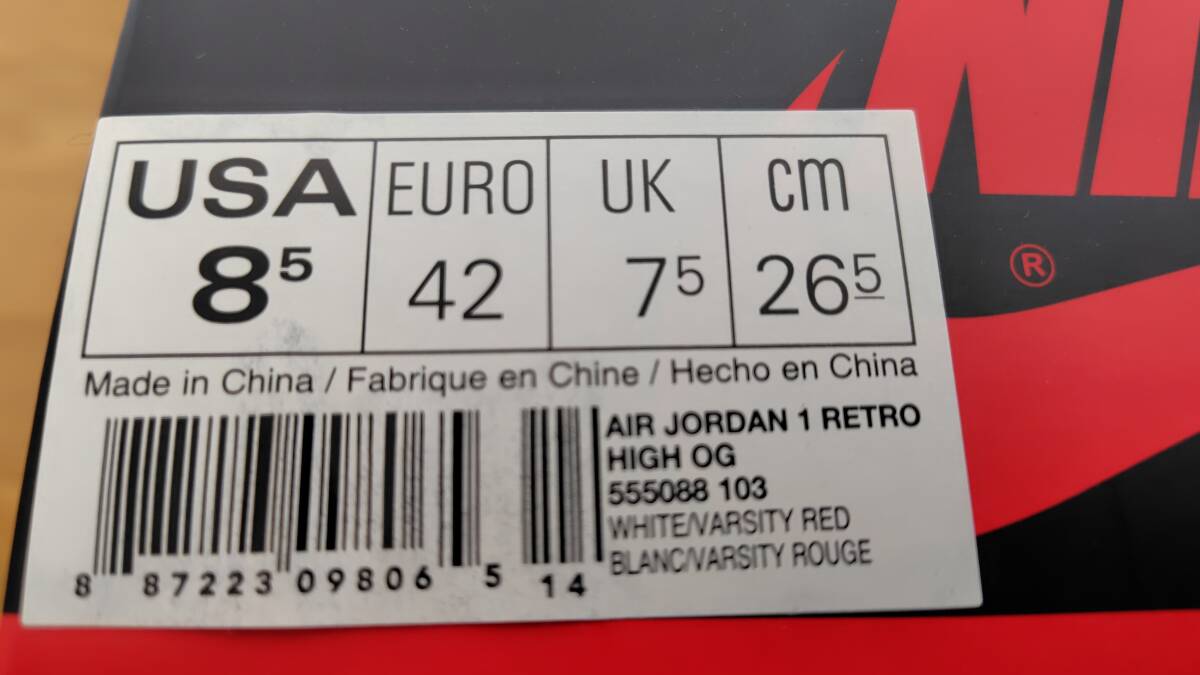 NI
®
USA EURO UK cm
8⁵ 42 7⁵ 26⁵
Made in China / Fabrique en Chine / Hecho en China
AIR JORDAN 1 RETRO
HIGH OG
555088 103
WHITE/VARSITY RED
BLANC/VARSITY ROUGE
8 87223 09806 5 14